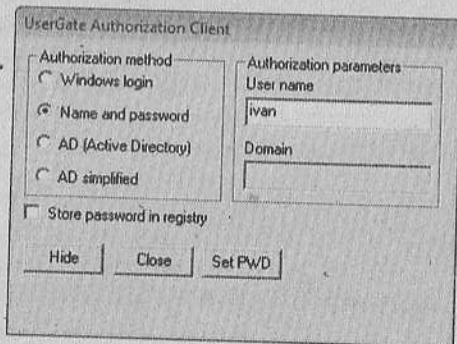 UserGate Authorization Client
Authorization method
Windows login
Name and password
AD (Active Directory)
AD simplified
Authorization parameters
User name
ivan
Domain
Store password in registry
Hide
Close
Set PWD